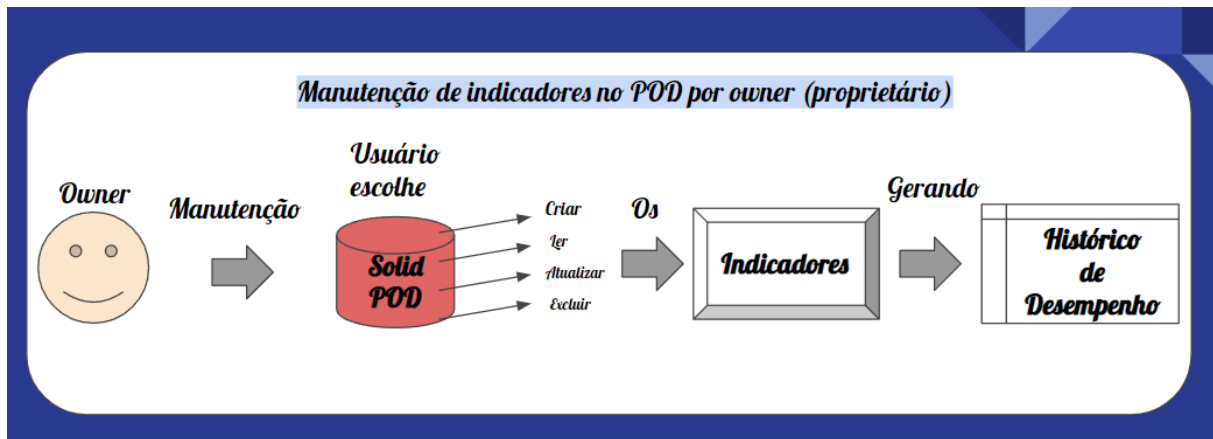 Manutenção de indicadores no POD por owner (proprietário)
Owner
Manutenção
Usuário
escolhe
Solid
POD
Criar
Ler
Atualizar
Excluir
Os
Indicadores
Gerando
Histórico
de
Desempenho